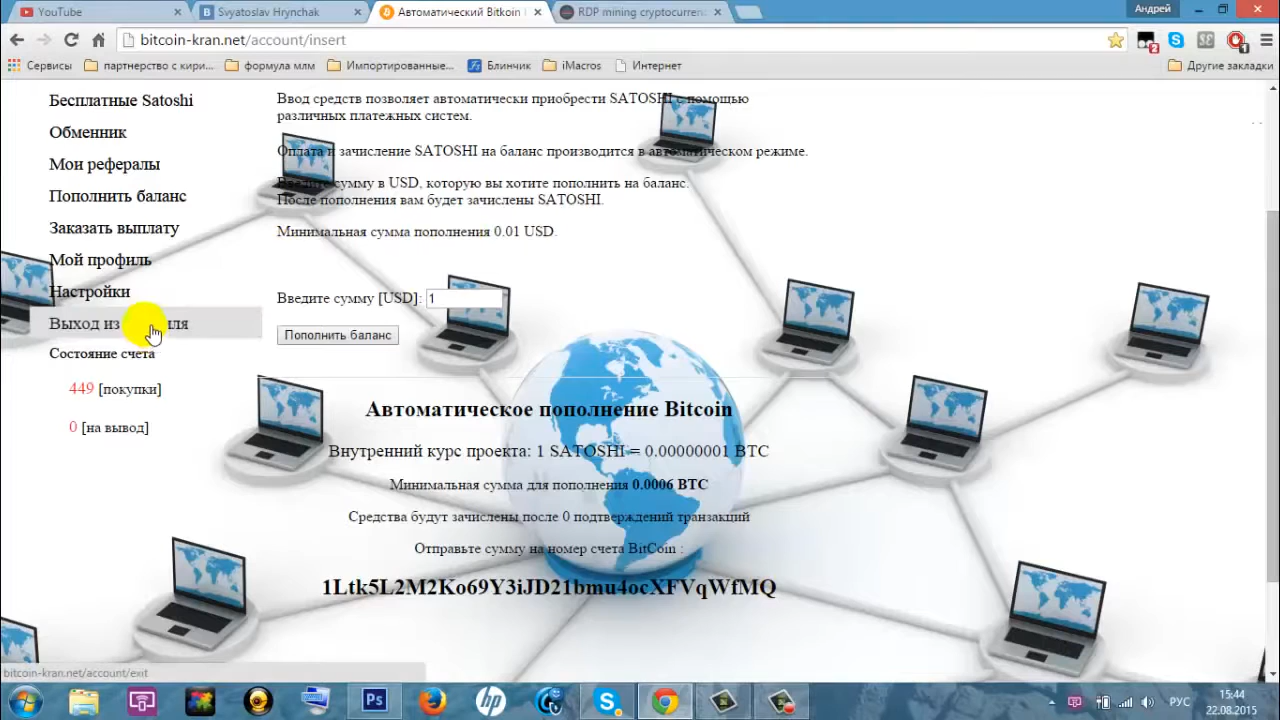 YouTube
Svyatoslav Hrynchak
Автоматический Bitkoin
RDP mining cryptocurren
Андрей
bitcoin-kran.net/account/insert
2
1
Сервисы
партнерство с кири...
формула млм
Импортированные...
Блинчик
iMacros
Интернет
Другие закладки
Бесплатные Satoshi
Обменник
Мои рефералы
Пополнить баланс
Заказать выплату
Мой профиль
Настройки
Выход из
Состояние счета
449 [покупки]
0 [на вывод]
Ввод средств позволяет автоматически приобрести SATOSHI с помощью
различных платежных систем.
Оплата и зачисление SATOSHI на баланс производится в автоматическом режиме.
Введите сумму в USD, которую вы хотите пополнить на баланс.
После пополнения вам будет зачислены SATOSHI.
Минимальная сумма пополнения 0.01 USD.
Введите сумму [USD]: 1
Пополнить баланс
Автоматическое пополнение Bitcoin
Внутренний курс проекта: 1 SATOSHI = 0.00000001 BTC
Минимальная сумма для пополнения 0.0006 BTC
Средства будут зачислены после 0 подтверждений транзакций
Отправьте сумму на номер счета BitCoin :
1Ltk5L2M2Ko69Y3iJD21bmu4ocXFVqWfMQ
bitcoin-kran.net/account/exit
hp
Ps
РУС
15:44
22.08.2015